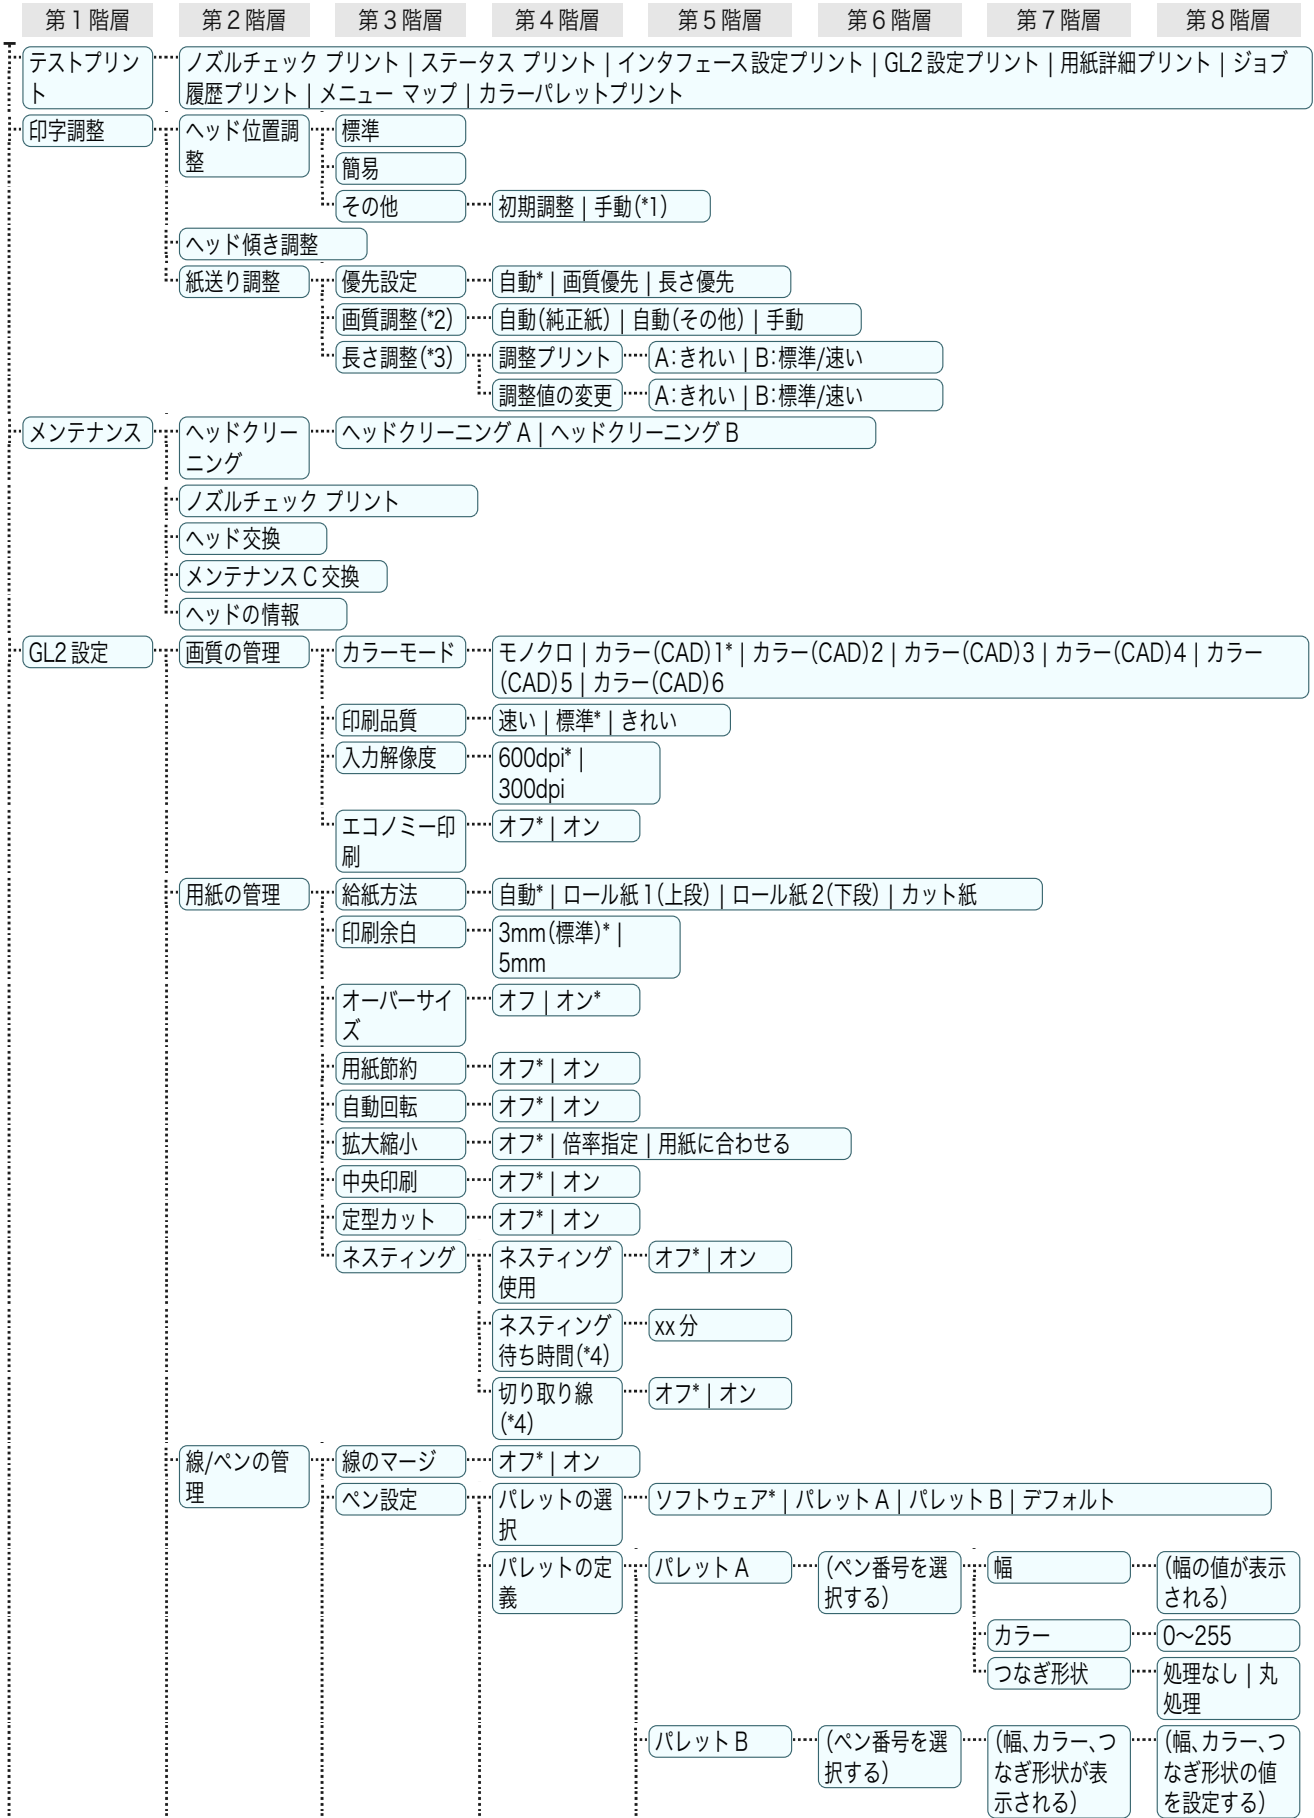 第1階層 第2階層 第3階層 第4階層 第5階層 第6階層 第7階層 第8階層
テストプリン
ト
ノズルチェック プリント | ステータス プリント | インタフェース設定プリント | GL2設定プリント | 用紙詳細プリント | ジョブ
履歴プリント | メニュー マップ | カラーパレットプリント
印字調整
ヘッド位置調
整
標準
簡易
その他
初期調整 | 手動(*1)
ヘッド傾き調整
紙送り調整
優先設定
自動* | 画質優先 | 長さ優先
画質調整(*2)
自動(純正紙) | 自動(その他) | 手動
長さ調整(*3)
調整プリント
A:きれい | B:標準/速い
調整値の変更
A:きれい | B:標準/速い
メンテナンス
ヘッドクリー
ニング
ヘッドクリーニングA | ヘッドクリーニングB
ノズルチェック プリント
ヘッド交換
メンテナンスC交換
ヘッドの情報
GL2設定
画質の管理
カラーモード
モノクロ | カラー(CAD)1* | カラー(CAD)2 | カラー(CAD)3 | カラー(CAD)4 | カラー
(CAD)5 | カラー(CAD)6
印刷品質
速い | 標準* | きれい
入力解像度
600dpi* |
300dpi
エコノミー印
刷
オフ* | オン
用紙の管理
給紙方法
自動* | ロール紙1(上段) | ロール紙2(下段) | カット紙
印刷余白
3mm(標準)* |
5mm
オーバーサイ
ズ
オフ | オン*
用紙節約
オフ* | オン
自動回転
オフ* | オン
拡大縮小
オフ* | 倍率指定 | 用紙に合わせる
中央印刷
オフ* | オン
定型カット
オフ* | オン
ネスティング
ネスティング
使用
オフ* | オン
ネスティング
待ち時間(*4)
xx分
切り取り線
(*4)
オフ* | オン
線/ペンの管
理
線のマージ
オフ* | オン
ペン設定
パレットの選
択
ソフトウェア* | パレットA | パレットB | デフォルト
パレットの定
義
パレットA
(ペン番号を選
択する)
幅
(幅の値が表示
される)
カラー
0～255
つなぎ形状
処理なし | 丸
処理
パレットB
(ペン番号を選
択する)
(幅、カラー、つ
なぎ形状が表
示される)
(幅、カラー、つ
なぎ形状の値
を設定する)